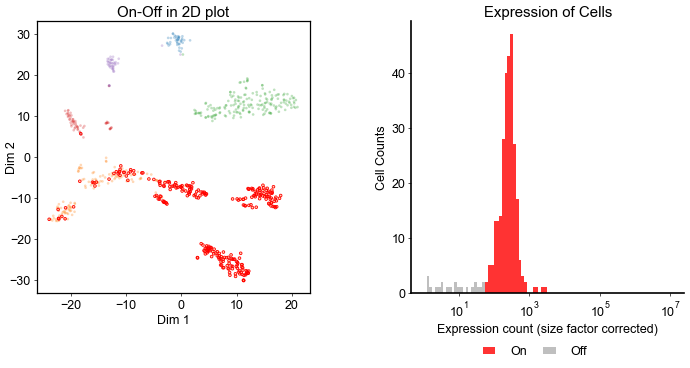 On-Off in 2D plot
Dim 2
30
20
10
0
−10
−20
−30
−20 −10 0 10 20
Dim 1
Expression of Cells
Cell Counts
40
30
20
10
0
10^1 10^3 10^5 10^7
Expression count (size factor corrected)
On Off